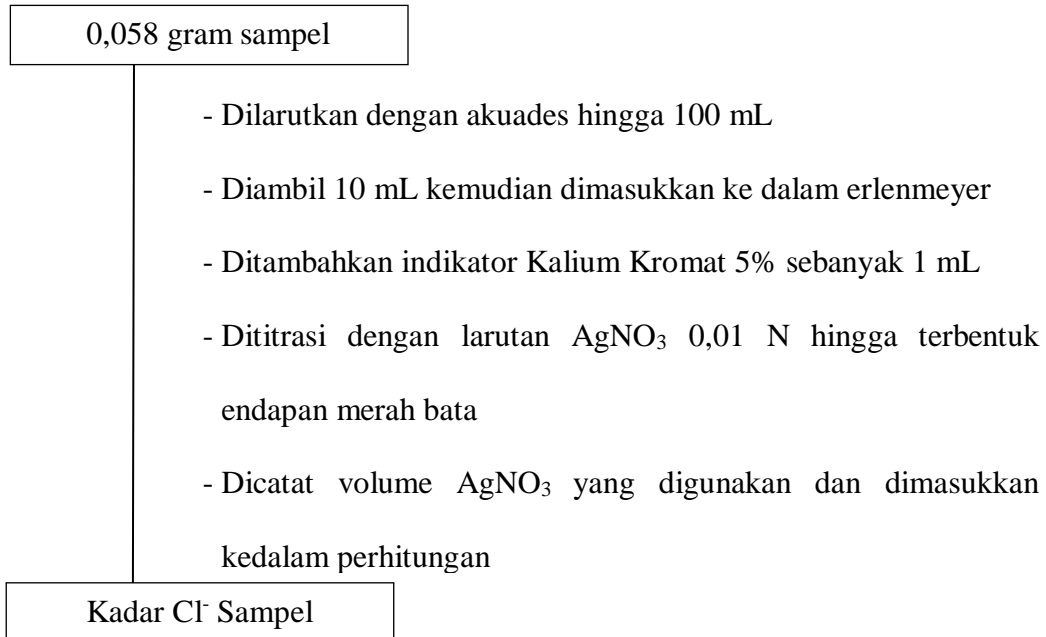 0,058 gram sampel
- Dilarutkan dengan akuades hingga 100 mL
- Diambil 10 mL kemudian dimasukkan ke dalam erlenmeyer
- Ditambahkan indikator Kalium Kromat 5% sebanyak 1 mL
- Dititrasi dengan larutan AgNO₃ 0,01 N hingga terbentuk
endapan merah bata
- Dicatat volume AgNO₃ yang digunakan dan dimasukkan
kedalam perhitungan
Kadar Cl⁻ Sampel